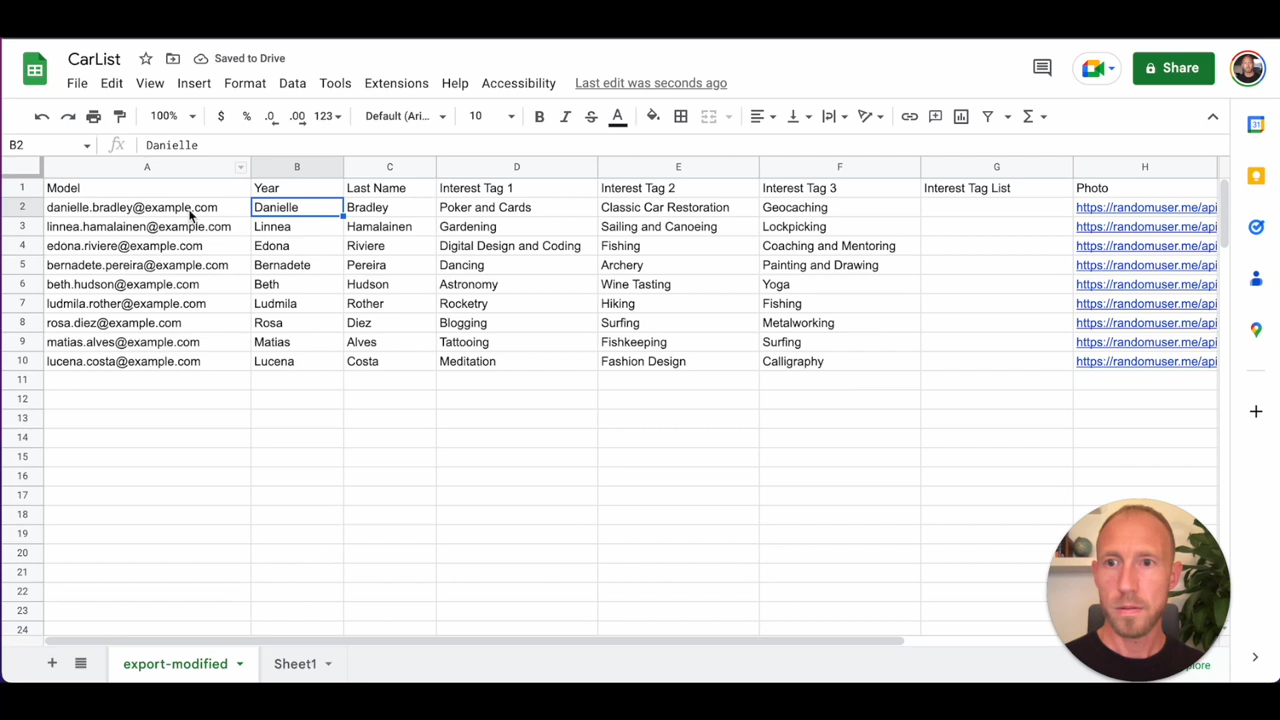 CarList Saved to Drive
File Edit View Insert Format Data Tools Extensions Help Accessibility Last edit was seconds ago
Share
100% $ % .0 .00 123 Default (Ari... 10 B I S A
B2 fx Danielle
A B C D E F G H
1 Model Year Last Name Interest Tag 1 Interest Tag 2 Interest Tag 3 Interest Tag List Photo
2 danielle.bradley@example.com Danielle Bradley Poker and Cards Classic Car Restoration Geocaching https://randomuser.me/api
3 linnea.hamalainen@example.com Linnea Hamalainen Gardening Sailing and Canoeing Lockpicking https://randomuser.me/api
4 edona.riviere@example.com Edona Riviere Digital Design and Coding Fishing Coaching and Mentoring https://randomuser.me/api
5 bernadete.pereira@example.com Bernadete Pereira Dancing Archery Painting and Drawing https://randomuser.me/api
6 beth.hudson@example.com Beth Hudson Astronomy Wine Tasting Yoga https://randomuser.me/api
7 ludmila.rother@example.com Ludmila Rother Rocketry Hiking Fishing https://randomuser.me/api
8 rosa.diez@example.com Rosa Diez Blogging Surfing Metalworking https://randomuser.me/api
9 matias.alves@example.com Matias Alves Tattooing Fishkeeping Surfing https://randomuser.me/api
10 lucena.costa@example.com Lucena Costa Meditation Fashion Design Calligraphy https://randomuser.me/api
11
12
13
14
15
16
17
18
19
20
21
22
23
24
export-modified Sheet1